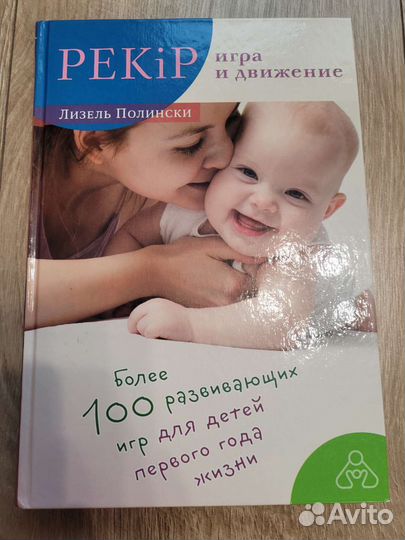 PEKiP
игра
и движение
Лизель Полински
Более
100 развивающих
игр для детей
первого года
жизни
Avito